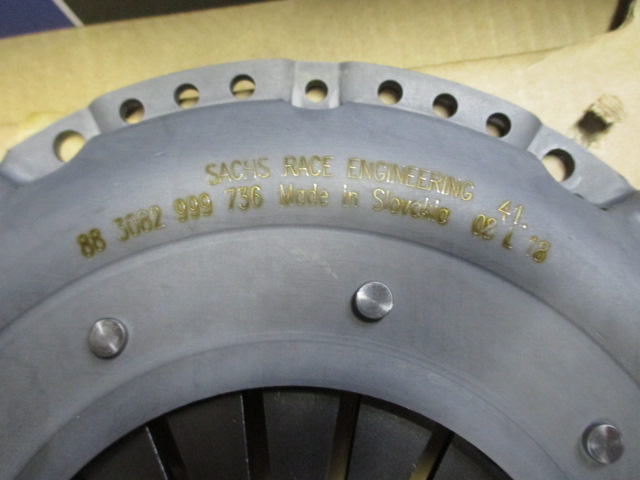 SACHS RACE ENGINEERING 41.
88 3082 999 736 Made in Slovakia 02 L 18